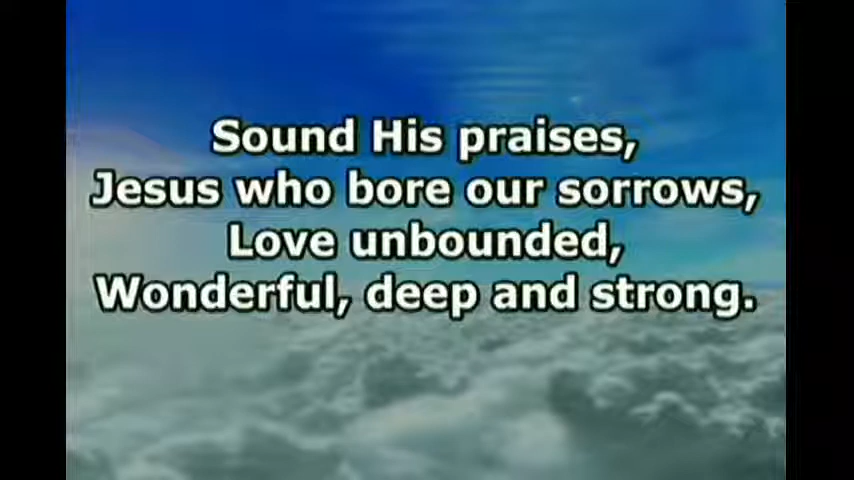 Sound His praises,
Jesus who bore our sorrows,
Love unbounded,
Wonderful, deep and strong.